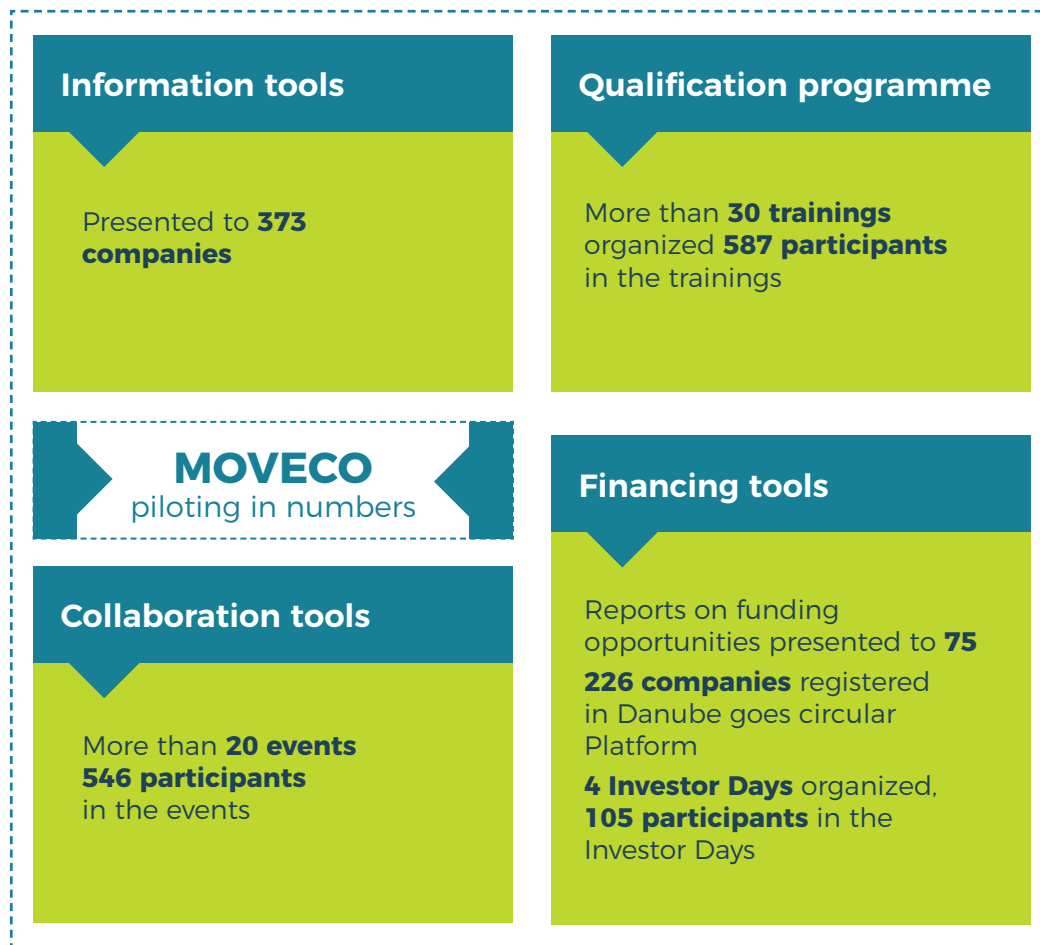 Information tools
Presented to 373
companies
Qualification programme
More than 30 trainings
organized 587 participants
in the trainings
MOVECO
piloting in numbers
Collaboration tools
More than 20 events
546 participants
in the events
Financing tools
Reports on funding
opportunities presented to 75
226 companies registered
in Danube goes circular
Platform
4 Investor Days organized,
105 participants in the
Investor Days